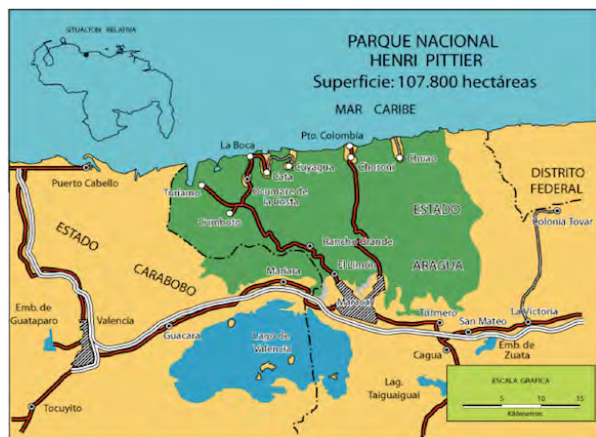 SITUACION RELATIVA
PARQUE NACIONAL
HENRI PITTIER
Superficie: 107.800 hectáreas
MAR CARIBE
Pto. Colombia
La Boca
Cuyagua
Cata
Choroní
Chuao
Puerto Cabello
Turiamo
Ocumare de
la Costa
Cumboto
DISTRITO
FEDERAL
ESTADO
Colonia Tovar
ESTADO
Rancho Grande
ARAGUA
CARABOBO
El Limón
Mariara
Maracay
Emb. de
Guataparo
Valencia
Guacara
Lago de
Valencia
Turmero
La Victoria
San Mateo
Emb. de
Zuata
Cagua
Lag.
Taiguaiguai
Tocuyito
ESCALA GRAFICA
5 10 15
Kilómetros